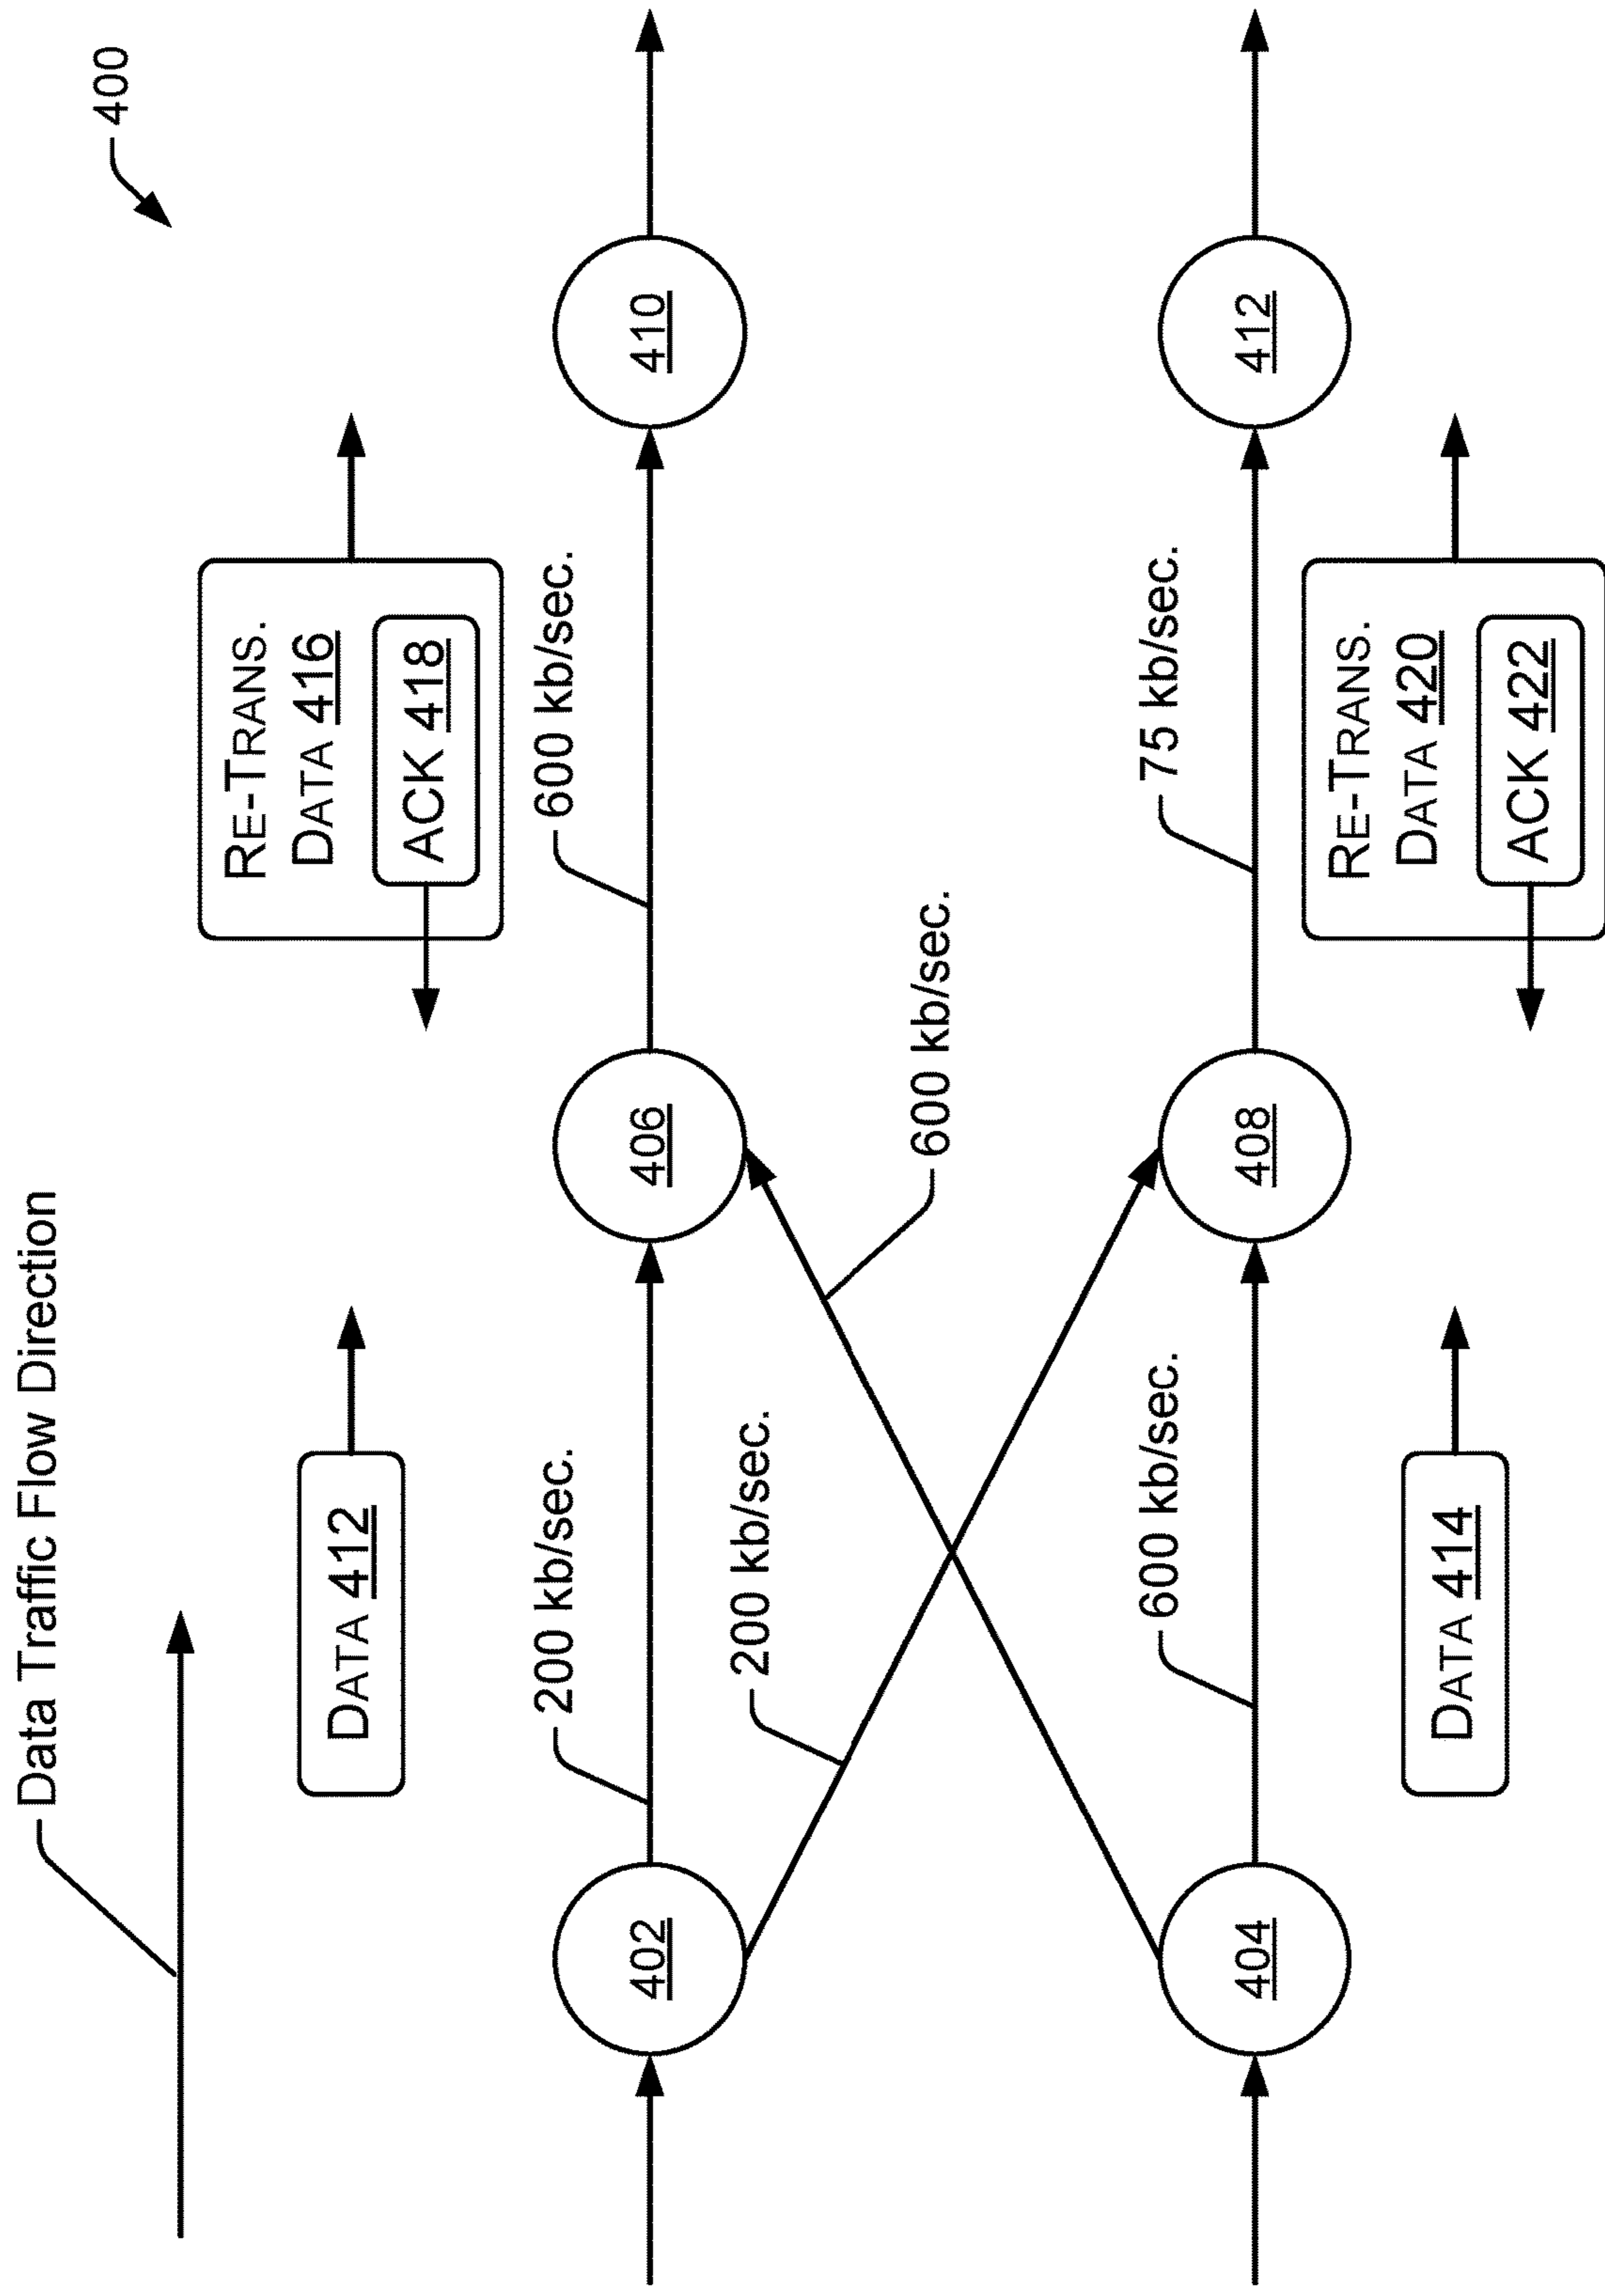 Data Traffic Flow Direction
400
DATA 412
RE-TRANS.
DATA 416
ACK 418
200 kb/sec.
600 kb/sec.
402
406
410
200 kb/sec.
600 kb/sec.
600 kb/sec.
75 kb/sec.
404
408
412
DATA 414
RE-TRANS.
DATA 420
ACK 422